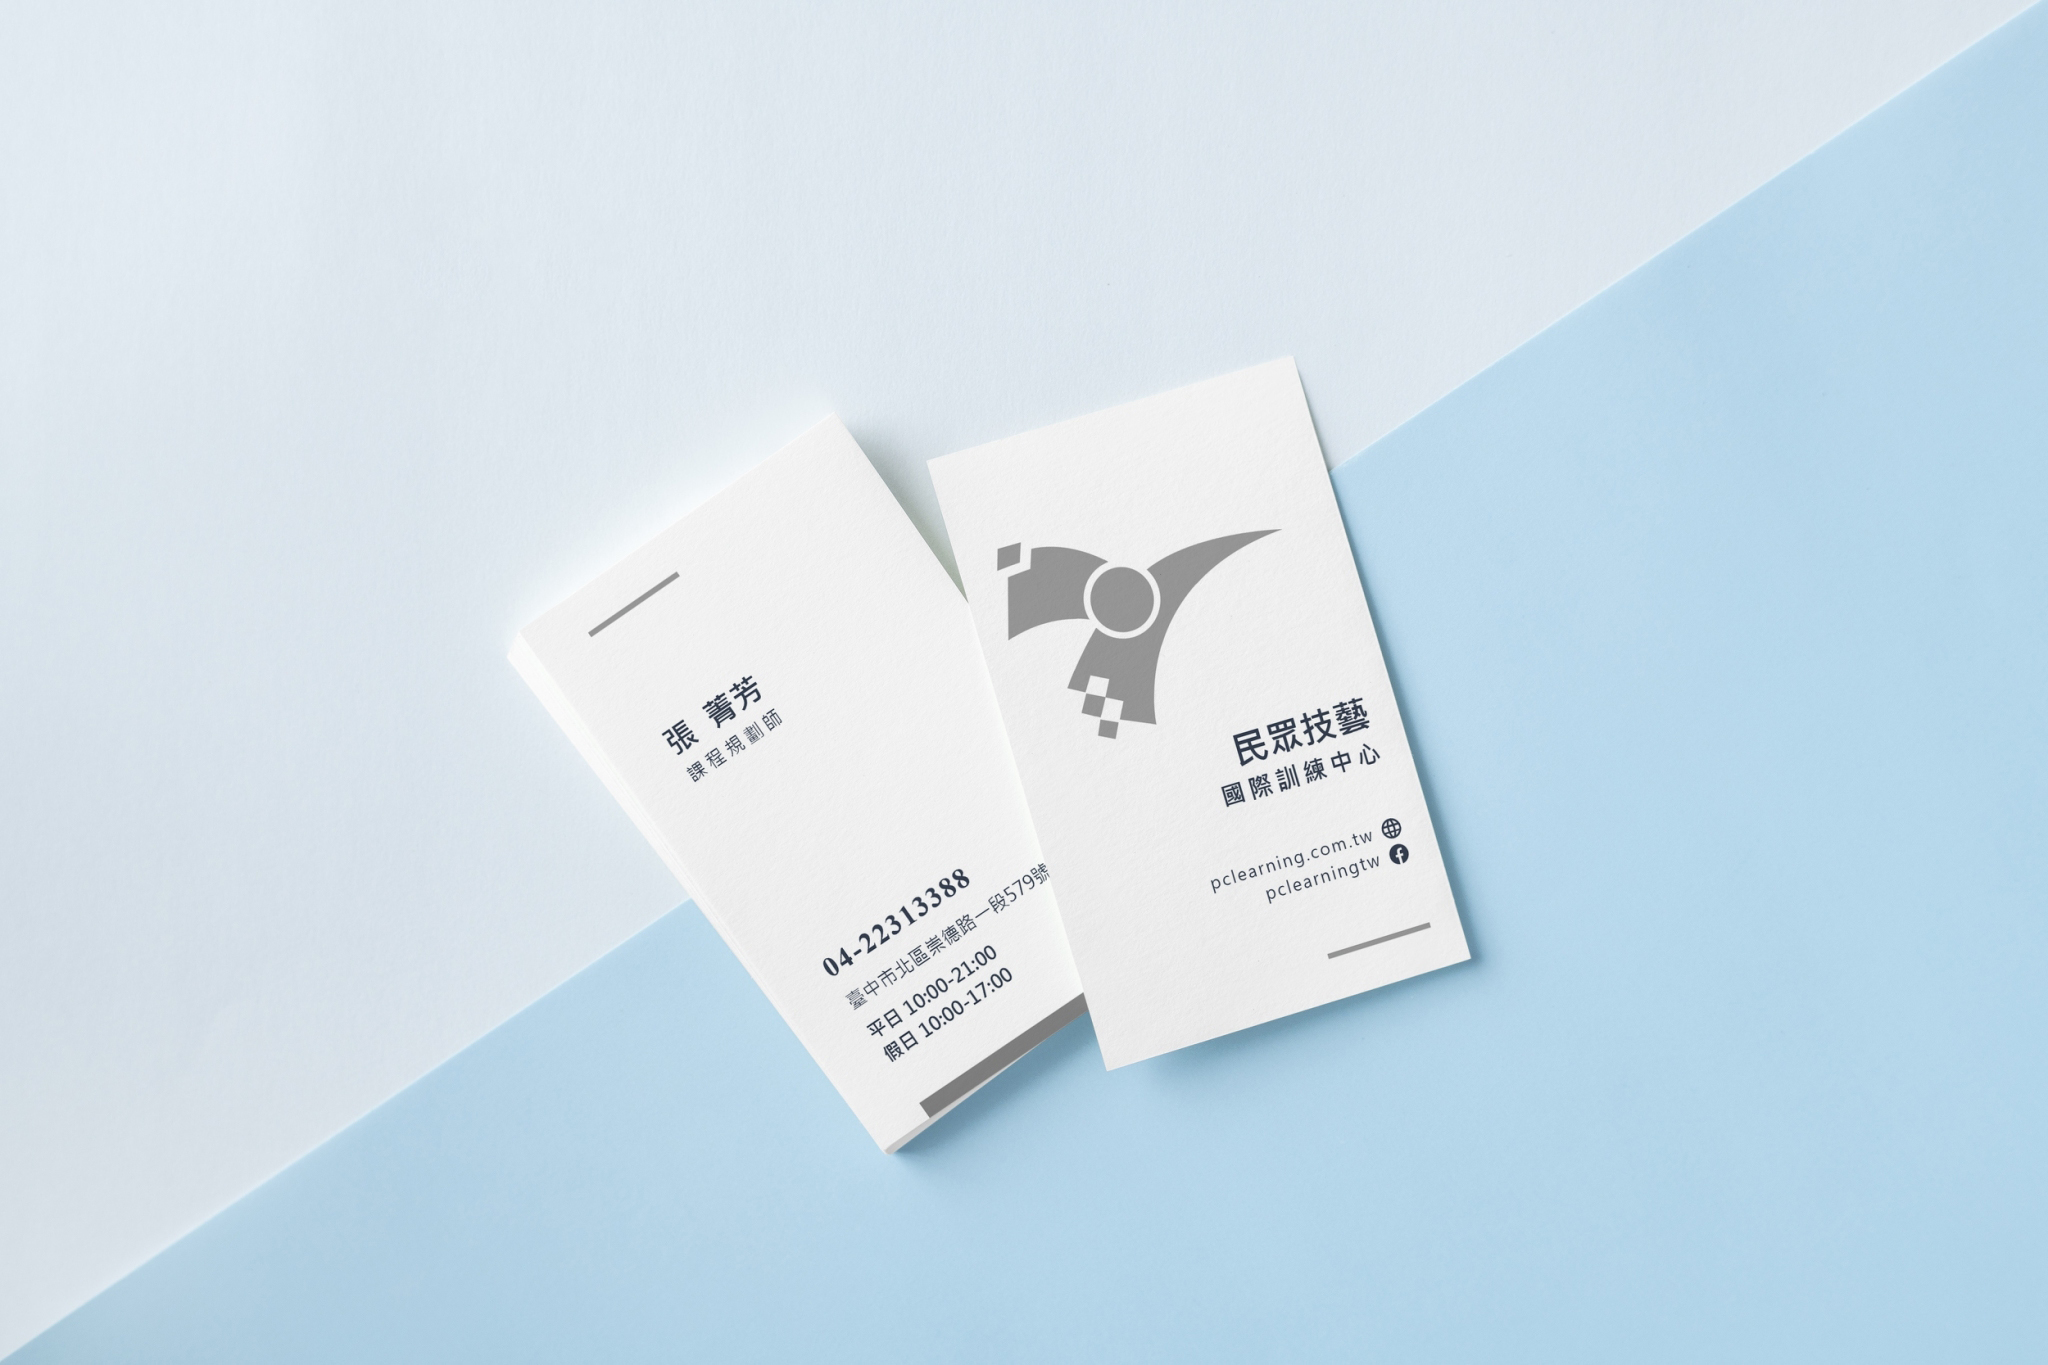 張 菁芳
課程規劃師
04-22313388
臺中市北區崇德路一段579號
平日 10:00-21:00
假日 10:00-17:00
民眾技藝
國際訓練中心
pclearning.com.tw
pclearningtw